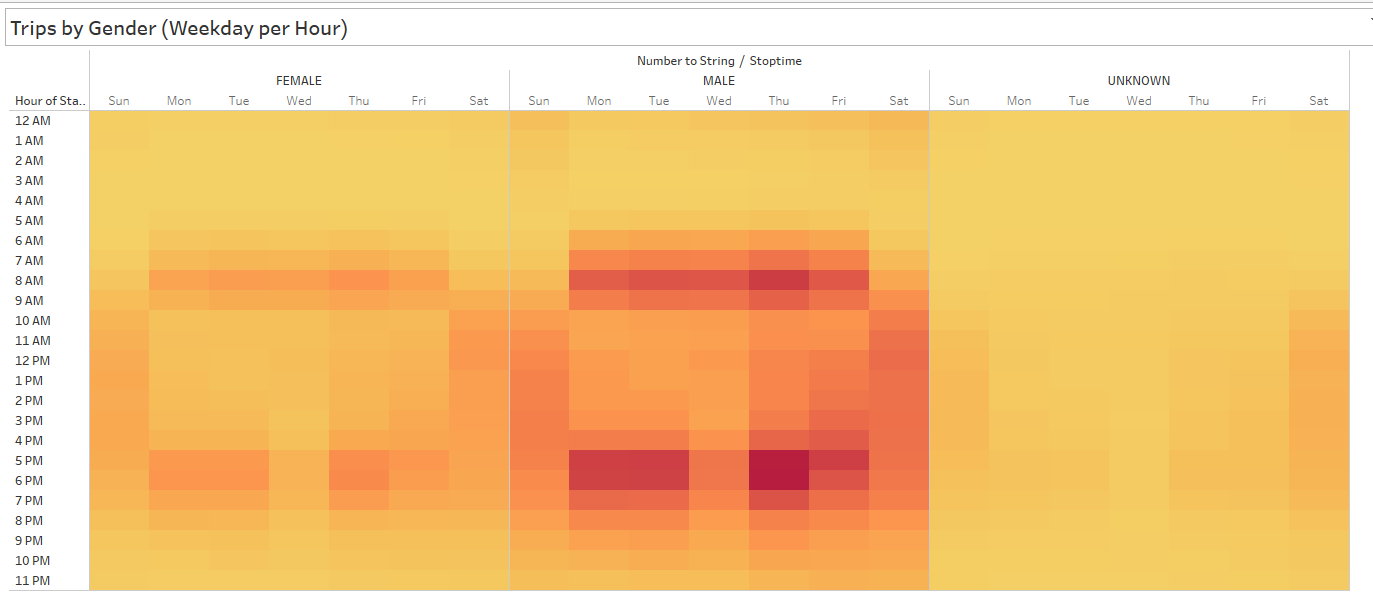 Trips by Gender (Weekday per Hour)
Number to String / Stoptime
FEMALE MALE UNKNOWN
Hour of Sta.. Sun Mon Tue Wed Thu Fri Sat Sun Mon Tue Wed Thu Fri Sat Sun Mon Tue Wed Thu Fri Sat
12 AM
1 AM
2 AM
3 AM
4 AM
5 AM
6 AM
7 AM
8 AM
9 AM
10 AM
11 AM
12 PM
1 PM
2 PM
3 PM
4 PM
5 PM
6 PM
7 PM
8 PM
9 PM
10 PM
11 PM